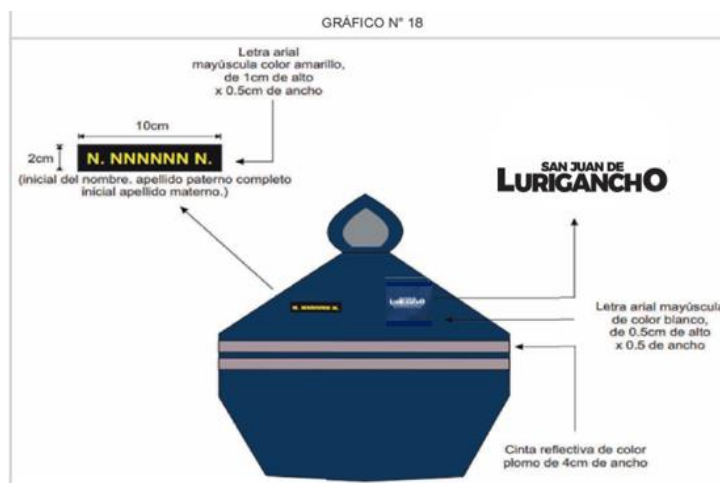 GRÁFICO N° 18
Letra arial
mayúscula color amarillo,
de 1cm de alto
x 0.5cm de ancho
10cm
2cm
N. NNNNNN N.
(inicial del nombre. apellido paterno completo
inicial apellido materno.)
SAN JUAN DE
LURIGANCHO
N. NNNNNN N.
LURIGANCHO
Letra arial mayúscula
de color blanco,
de 0.5cm de alto
x 0.5 de ancho
Cinta reflectiva de color
plomo de 4cm de ancho